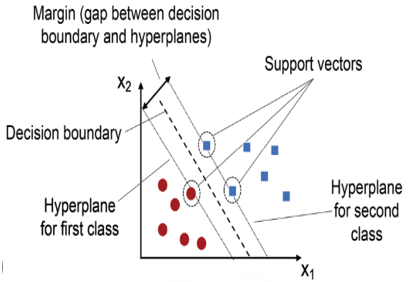 Margin (gap between decision
boundary and hyperplanes)
Support vectors
X2
Decision boundary
Hyperplane
for first class
Hyperplane
for second
class
X1